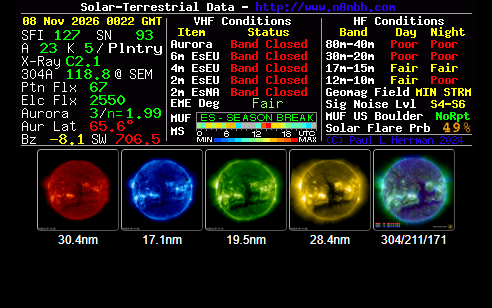 Solar-Terrestrial Data - http://www.n0nbh.com
08 Nov 2026 0022 GMT
SFI 127 SN 93
A 23 K 5/Plntry
X-Ray C2.1
304A 118.8 @ SEM
Ptn Flx 67
Elc Flx 2550
Aurora 3/n=1.99
Aur Lat 65.6°
Bz -8.1 SW 706.5
VHF Conditions
Item Status
Aurora Band Closed
6m EsEU Band Closed
4m EsEU Band Closed
2m EsEU Band Closed
2m EsNA Band Closed
EME Deg Fair
MUF ES - SEASON BREAK
MS 0 6 12 18 UTC
MIN MAX
HF Conditions
Band Day Night
80m-40m Poor Poor
30m-20m Poor Poor
17m-15m Fair Fair
12m-10m Fair Poor
Geomag Field MIN STRM
Sig Noise Lvl S4-S6
MUF US Boulder NoRpt
Solar Flare Prb 49%
(C) Paul L Herrman 2024
30.4nm 17.1nm 19.5nm 28.4nm 304/211/171